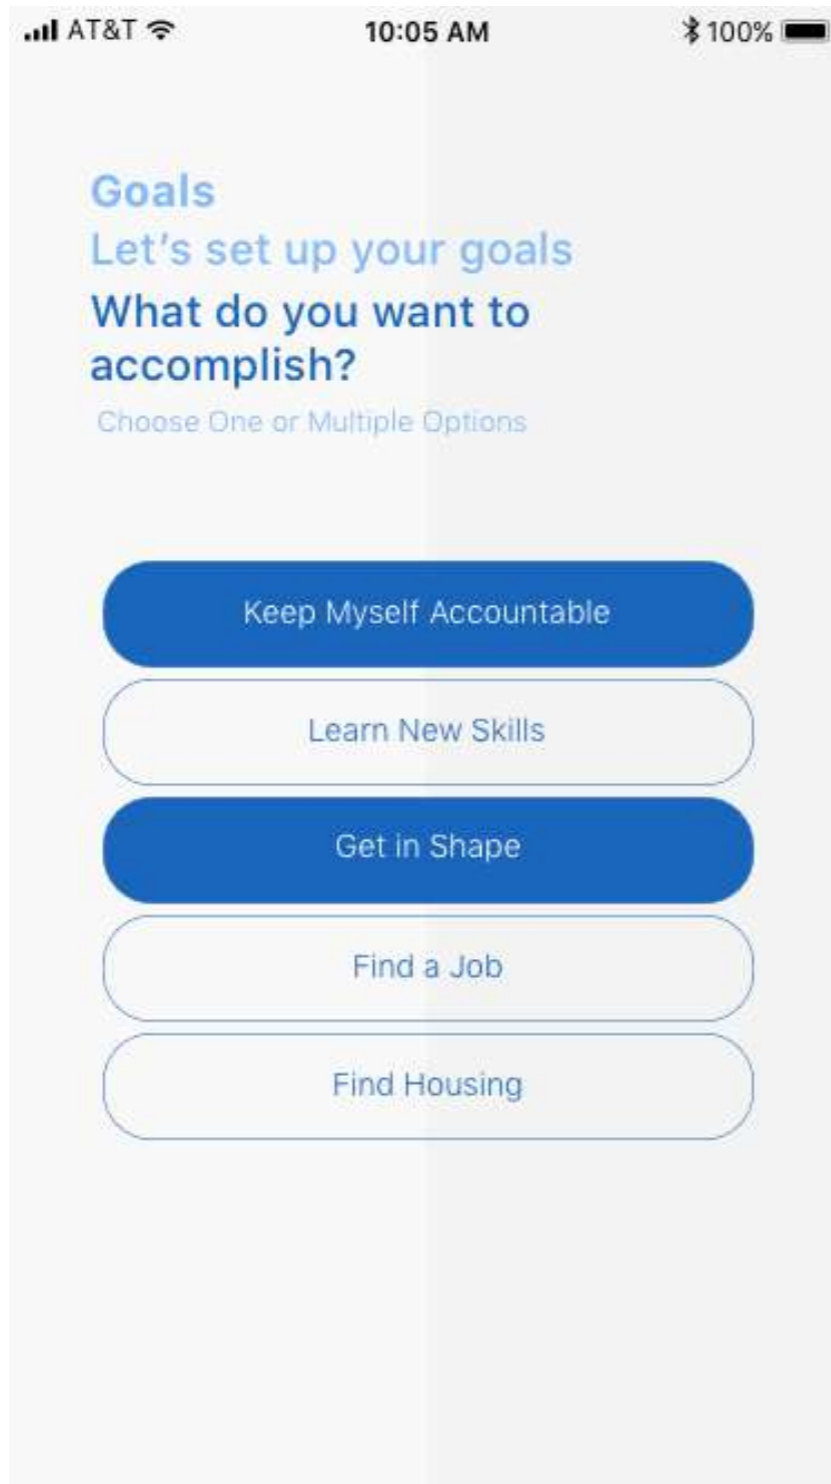 AT&T 10:05 AM 100%
Goals
Let's set up your goals
What do you want to
accomplish?
Choose One or Multiple Options
Keep Myself Accountable
Learn New Skills
Get in Shape
Find a Job
Find Housing